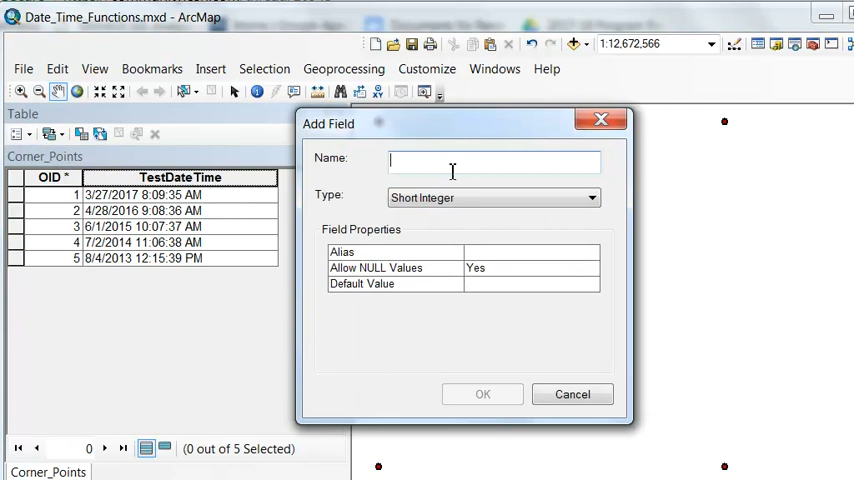 Date_Time_Functions.mxd - ArcMap
1:12,672,566
File Edit View Bookmarks Insert Selection Geoprocessing Customize Windows Help
Table
Corner_Points
OID * TestDateTime
1 3/27/2017 8:09:35 AM
2 4/28/2016 9:08:36 AM
3 6/1/2015 10:07:37 AM
4 7/2/2014 11:06:38 AM
5 8/4/2013 12:15:39 PM
0 (0 out of 5 Selected)
Corner_Points
Add Field
Name:
Type: Short Integer
Field Properties
Alias
Allow NULL Values Yes
Default Value
OK Cancel